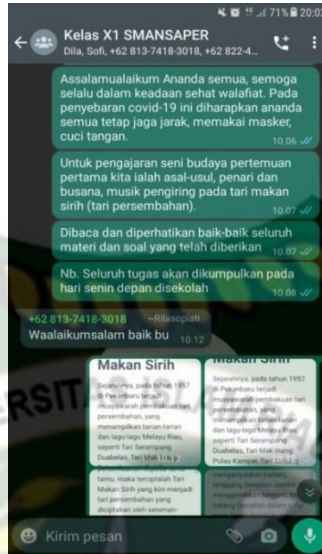 71% 20:03
Kelas X1 SMANSAPER
Dila, Sofi, +62 813-7418-3018, +62 822-4...
Assalamualaikum Ananda semua, semoga
selalu dalam keadaan sehat walafiat. Pada
penyebaran covid-19 ini diharapkan ananda
semua tetap jaga jarak, memakai masker,
cuci tangan.
10.06
Untuk pengajaran seni budaya pertemuan
pertama kita ialah asal-usul, penari dan
busana, musik pengiring pada tari makan
sirih (tari persembahan).
10.07
Dibaca dan diperhatikan baik-baik seluruh
materi dan soal yang telah diberikan
10.07
Nb. Seluruh tugas akan dikumpulkan pada
hari senin depan disekolah
10.08
+62 813-7418-3018 ~Rilasopiati
Waalaikumsalam baik bu
10.12
Makan Sirih
Sejarahnya, pada tahun 1957
di Pekanbaru terjadi
musyawarah pembakuan tari
persembahan, yang
menampilkan tarian-tarian
dan lagu-lagu Melayu Riau,
seperti Tari Serampang
Duabelas, Tari Mak
tamu, maka terciptalah Tari
Makan Sirih yang kini menjadi
tari persembahan yang
diciptakan oleh seniman-
Makan Sirih
Sejarahnya, pada tahun 1957
di Pekanbaru terjadi
musyawarah pembakuan tari
persembahan, yang
menampilkan tarian-tarian
dan lagu-lagu Melayu Riau,
seperti Tari Serampang
Duabelas, Tari Mak Inang
Pulau Kampai, Tari
Kirim pesan